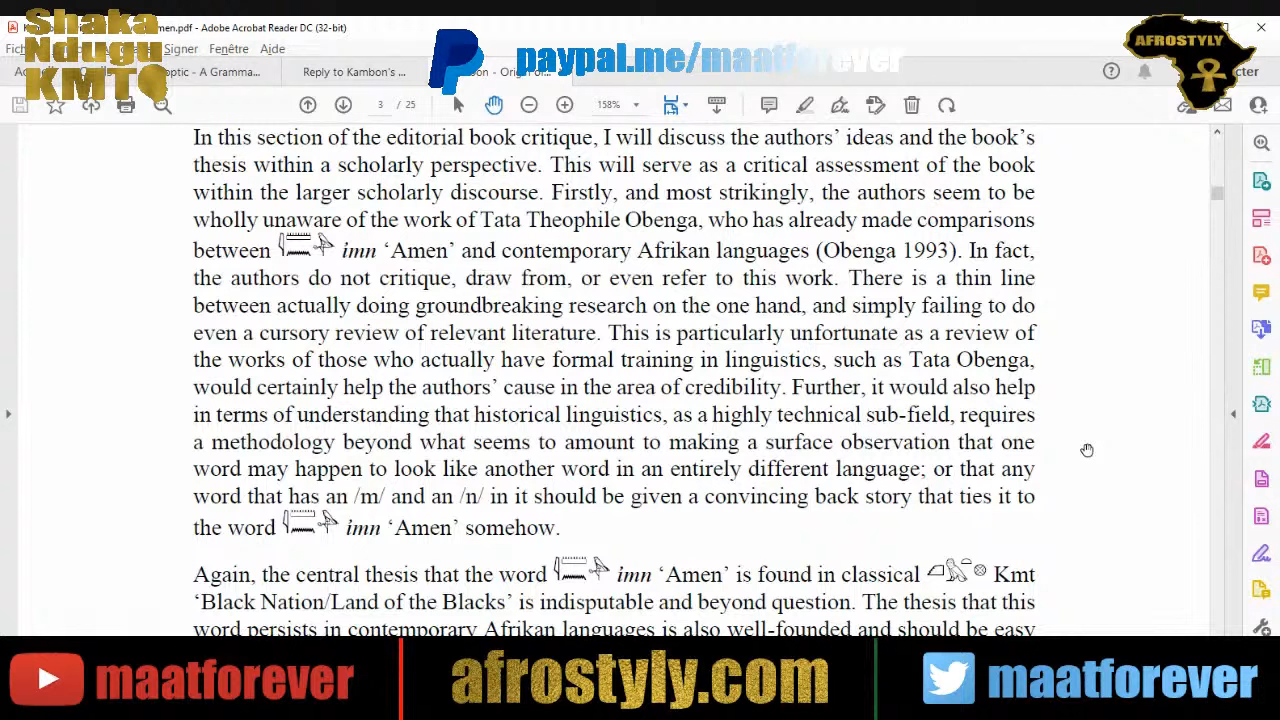 Shaka
Ndugu
KMT
men.pdf - Adobe Acrobat Reader DC (32-bit)
Signer Fenêtre Aide
paypal.me/maatforever
AFROSTYLY
optic - A Gramma...
Reply to Kambon's ...
3 / 25
158%
In this section of the editorial book critique, I will discuss the authors’ ideas and the book’s
thesis within a scholarly perspective. This will serve as a critical assessment of the book
within the larger scholarly discourse. Firstly, and most strikingly, the authors seem to be
wholly unaware of the work of Tata Theophile Obenga, who has already made comparisons
between imn ‘Amen’ and contemporary Afrikan languages (Obenga 1993). In fact,
the authors do not critique, draw from, or even refer to this work. There is a thin line
between actually doing groundbreaking research on the one hand, and simply failing to do
even a cursory review of relevant literature. This is particularly unfortunate as a review of
the works of those who actually have formal training in linguistics, such as Tata Obenga,
would certainly help the authors’ cause in the area of credibility. Further, it would also help
in terms of understanding that historical linguistics, as a highly technical sub-field, requires
a methodology beyond what seems to amount to making a surface observation that one
word may happen to look like another word in an entirely different language; or that any
word that has an /m/ and an /n/ in it should be given a convincing back story that ties it to
the word imn ‘Amen’ somehow.
Again, the central thesis that the word imn ‘Amen’ is found in classical Kmt
‘Black Nation/Land of the Blacks’ is indisputable and beyond question. The thesis that this
word persists in contemporary Afrikan languages is also well-founded and should be easy
maatforever
afrostyly.com
maatforever